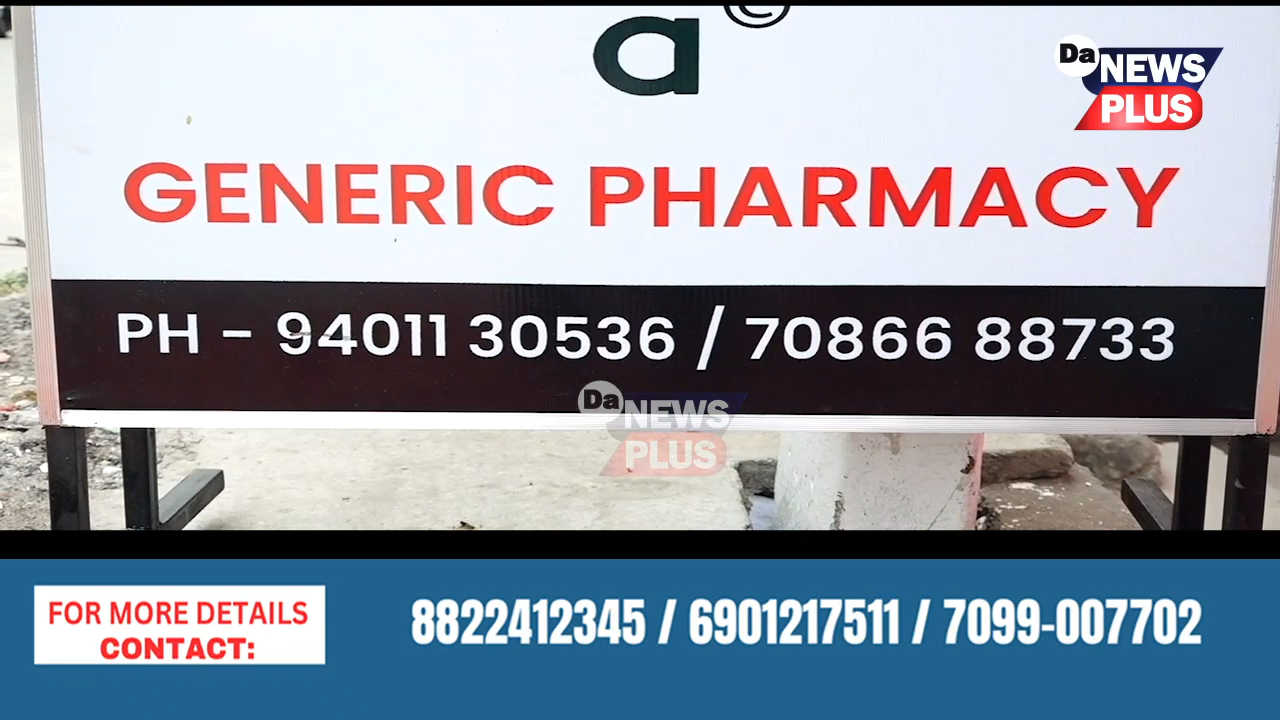 a©
Da NEWS
PLUS
GENERIC PHARMACY
PH - 94011 30536 / 70866 88733
Da NEWS
PLUS
FOR MORE DETAILS
CONTACT:
8822412345 / 6901217511 / 7099-007702